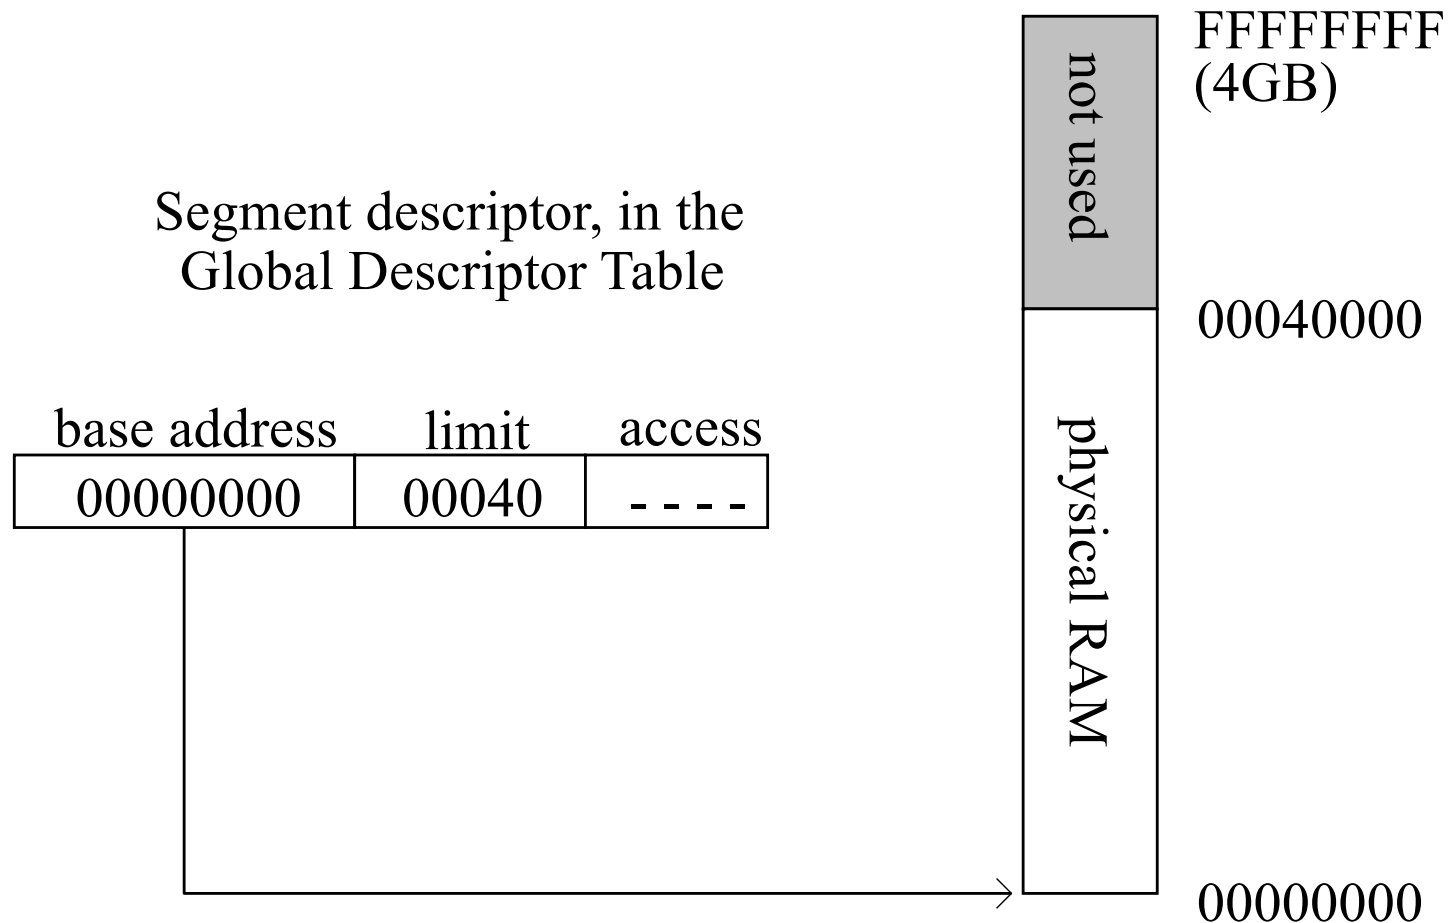 Segment descriptor, in the
Global Descriptor Table
base address
limit
access
00000000
00040
- - - -
not used
physical RAM
FFFFFFFF
(4GB)
00040000
00000000